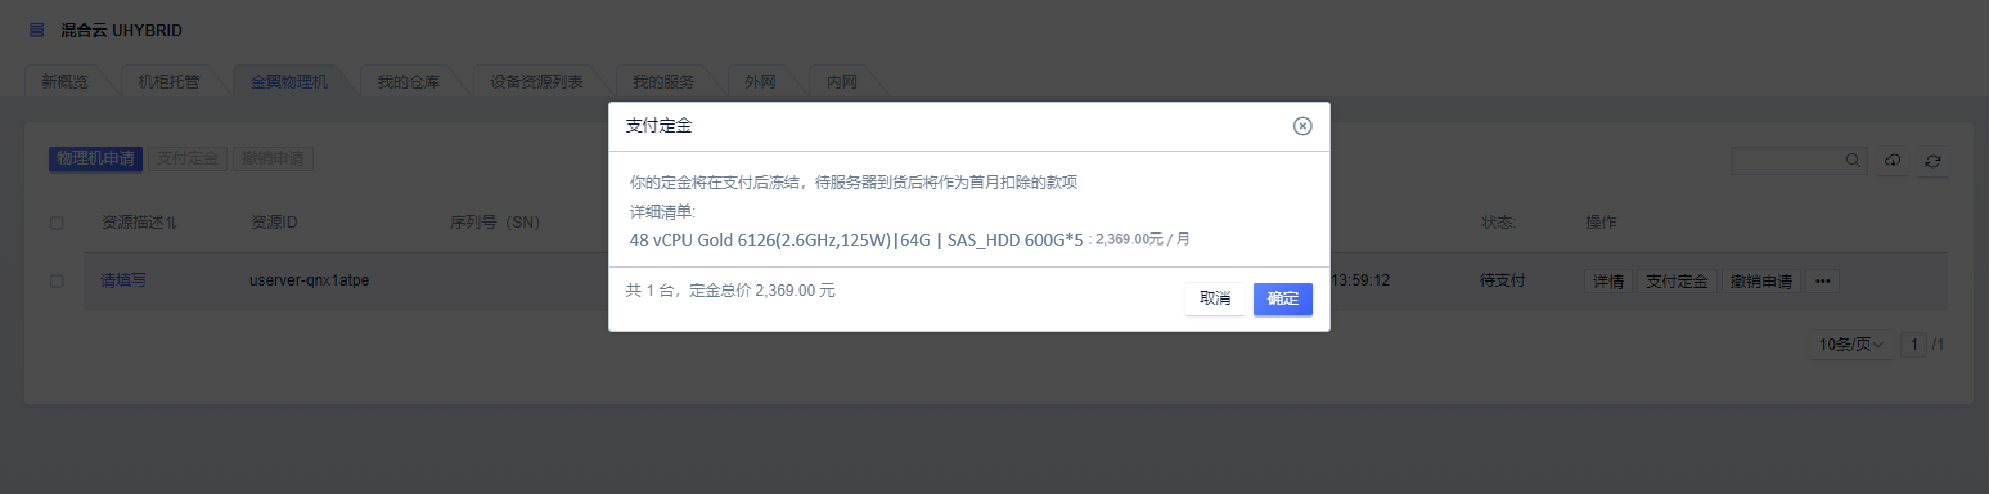 混合云 UHYBRID
新概览 机柜托管 金翼物理机 我的仓库 设备资源列表 我的服务 外网 内网
支付定金
物理机申请 支付定金 撤销申请
你的定金将在支付后冻结，待服务器到货后将作为首月扣除的款项
详细清单:
资源描述 资源ID 序列号（SN） 状态: 操作
48 vCPU Gold 6126(2.6GHz,125W)|64G | SAS_HDD 600G*5 : 2,369.00元 / 月
请填写 userver-qnx1atpe 13:59:12 待支付 详情 支付定金 撤销申请 •••
共 1 台，定金总价 2,369.00 元
取消 确定
10条/页 1 /1